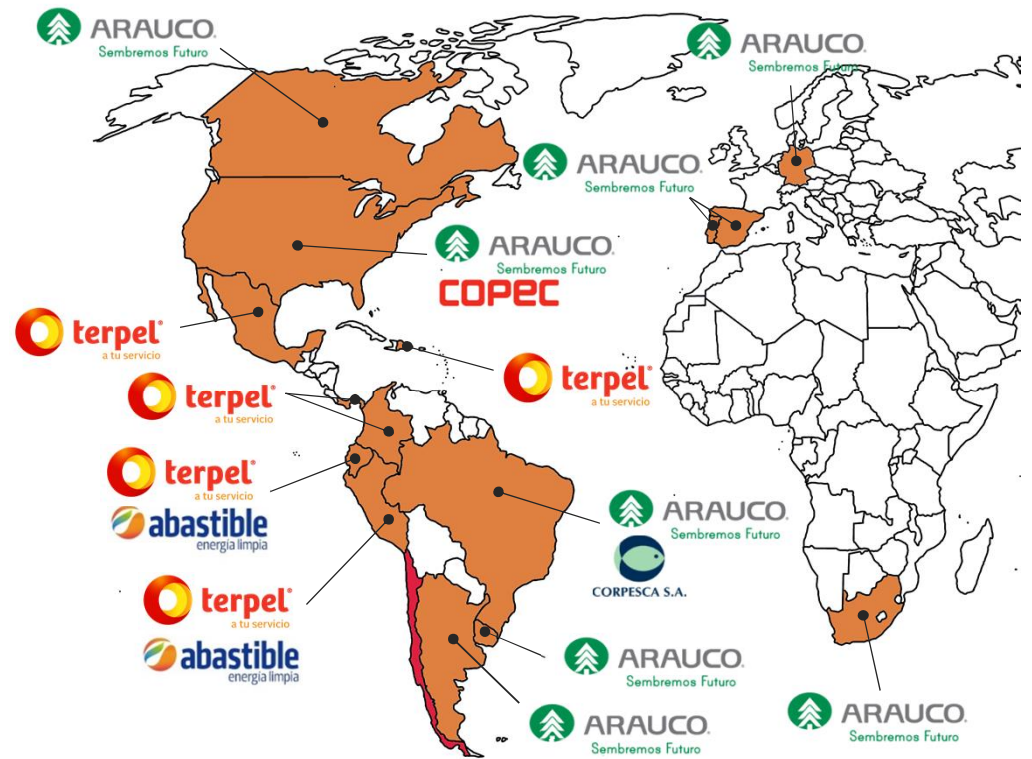 ARAUCO.
Sembremos Futuro
ARAUCO.
Sembremos Futuro
ARAUCO.
Sembremos Futuro
ARAUCO.
Sembremos Futuro
COPEC
terpel®
a tu servicio
terpel®
a tu servicio
terpel®
a tu servicio
terpel®
a tu servicio
abastible
energía limpia
ARAUCO.
Sembremos Futuro
CORPESCA S.A.
terpel®
a tu servicio
abastible
energía limpia
ARAUCO.
Sembremos Futuro
ARAUCO.
Sembremos Futuro
ARAUCO.
Sembremos Futuro